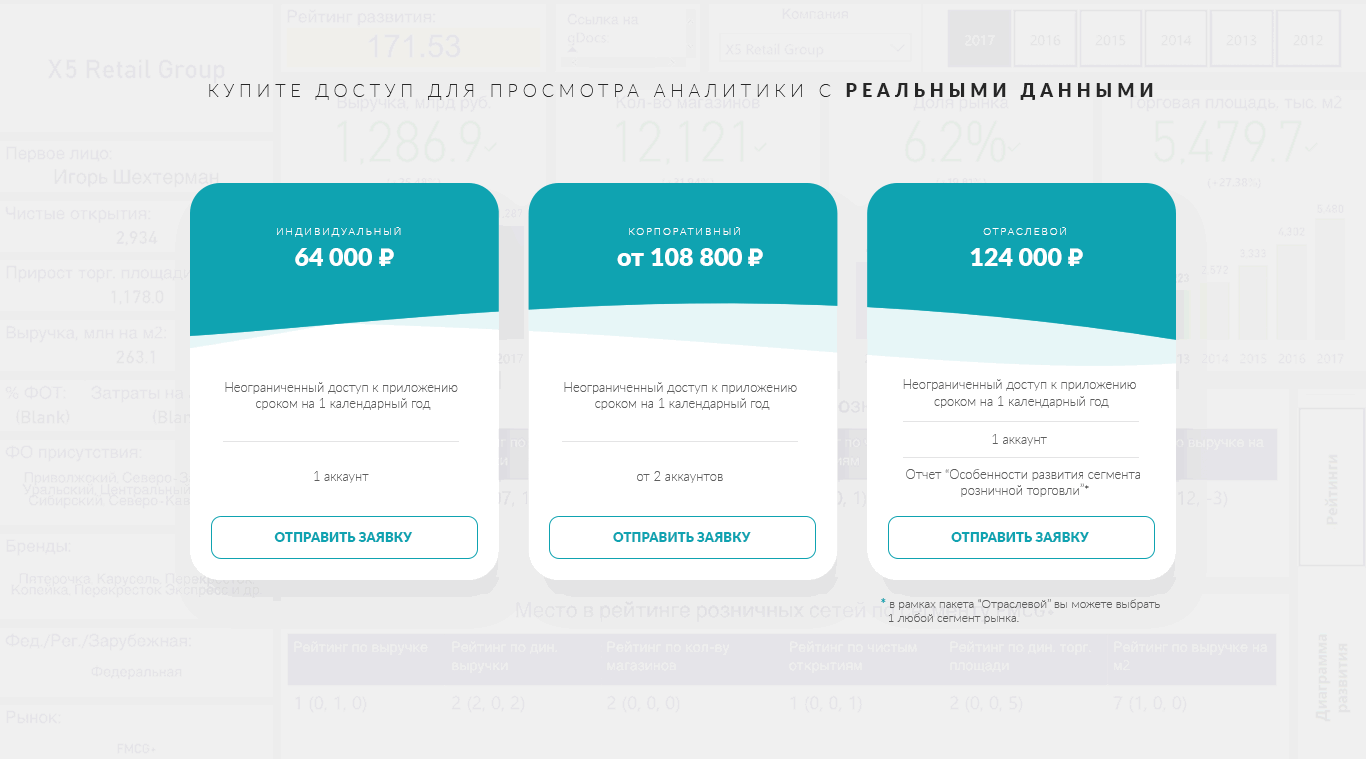 КУПИТЕ ДОСТУП ДЛЯ ПРОСМОТРА АНАЛИТИКИ С РЕАЛЬНЫМИ ДАННЫМИ
ИНДИВИДУАЛЬНЫЙ
64 000 ₽
Неограниченный доступ к приложению
сроком на 1 календарный год
1 аккаунт
ОТПРАВИТЬ ЗАЯВКУ
КОРПОРАТИВНЫЙ
от 108 800 ₽
Неограниченный доступ к приложению
сроком на 1 календарный год
от 2 аккаунтов
ОТПРАВИТЬ ЗАЯВКУ
ОТРАСЛЕВОЙ
124 000 ₽
Неограниченный доступ к приложению
сроком на 1 календарный год
1 аккаунт
Отчет “Особенности развития сегмента
розничной торговли”*
ОТПРАВИТЬ ЗАЯВКУ
* в рамках пакета “Отраслевой” вы можете выбрать
1 любой сегмент рынка.
X5 Retail Group
Первое лицо:
Игорь Шехтерман
Чистые открытия:
2,934
Прирост торг. площади
1,178.0
Выручка, млн на м2:
263.1
% ФОТ: Затраты на
(Blank)
ФО присутствия:
Бренды:
Пятерочка, Карусель, Перекресток,
Копейка, Перекресток Экспресс и др.
Фед./Рег./Зарубежная:
Федеральная
Рынок:
FMCG+
Рейтинг развития:
171.53
Ссылка на
gDocs
Компания
X5 Retail Group
2017 2016 2015 2014 2013 2012
Выручка, млрд руб.
1,286.9
Кол-во магазинов
12,121
Доля рынка
6.2%
Торговая площадь, тыс. м2
5,479.7
(+27.38%)
2014 2015 2016 2017
Место в рейтинге розничных сетей по
Рейтинг по выручке
Рейтинг по дин.
выручки
Рейтинг по кол-ву
магазинов
Рейтинг по чистым
открытиям
Рейтинг по дин. торг.
площади
Рейтинг по выручке на
м2
1 (0, 1, 0)
2 (2, 0, 2)
2 (0, 0, 0)
1 (0, 0, 1)
2 (0, 0, 5)
7 (1, 0, 0)
Рейтинги
Диаграмма
развития